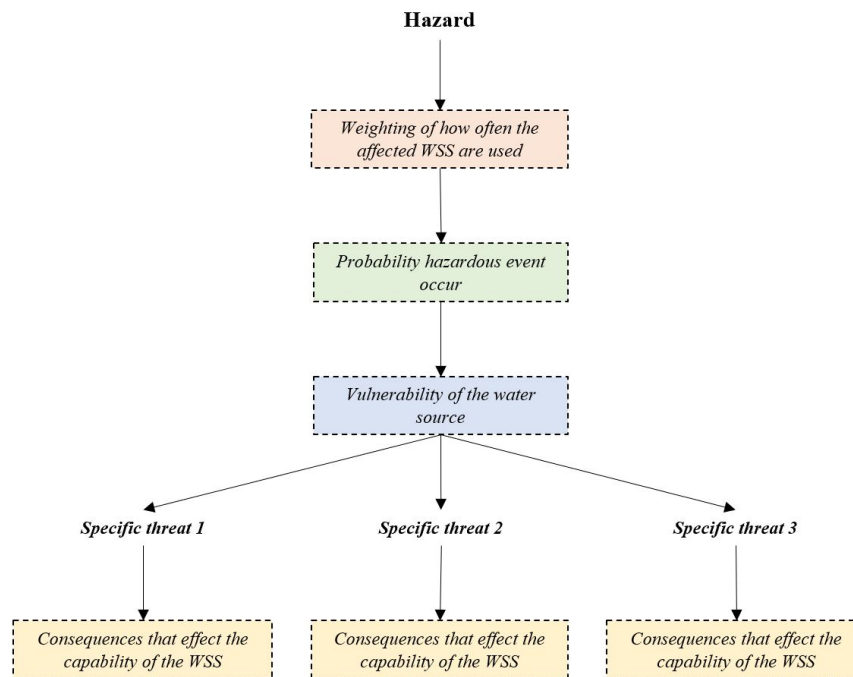 Hazard
Weighting of how often the
affected WSS are used
Probability hazardous event
occur
Vulnerability of the water
source
Specific threat 1
Specific threat 2
Specific threat 3
Consequences that effect the
capability of the WSS
Consequences that effect the
capability of the WSS
Consequences that effect the
capability of the WSS